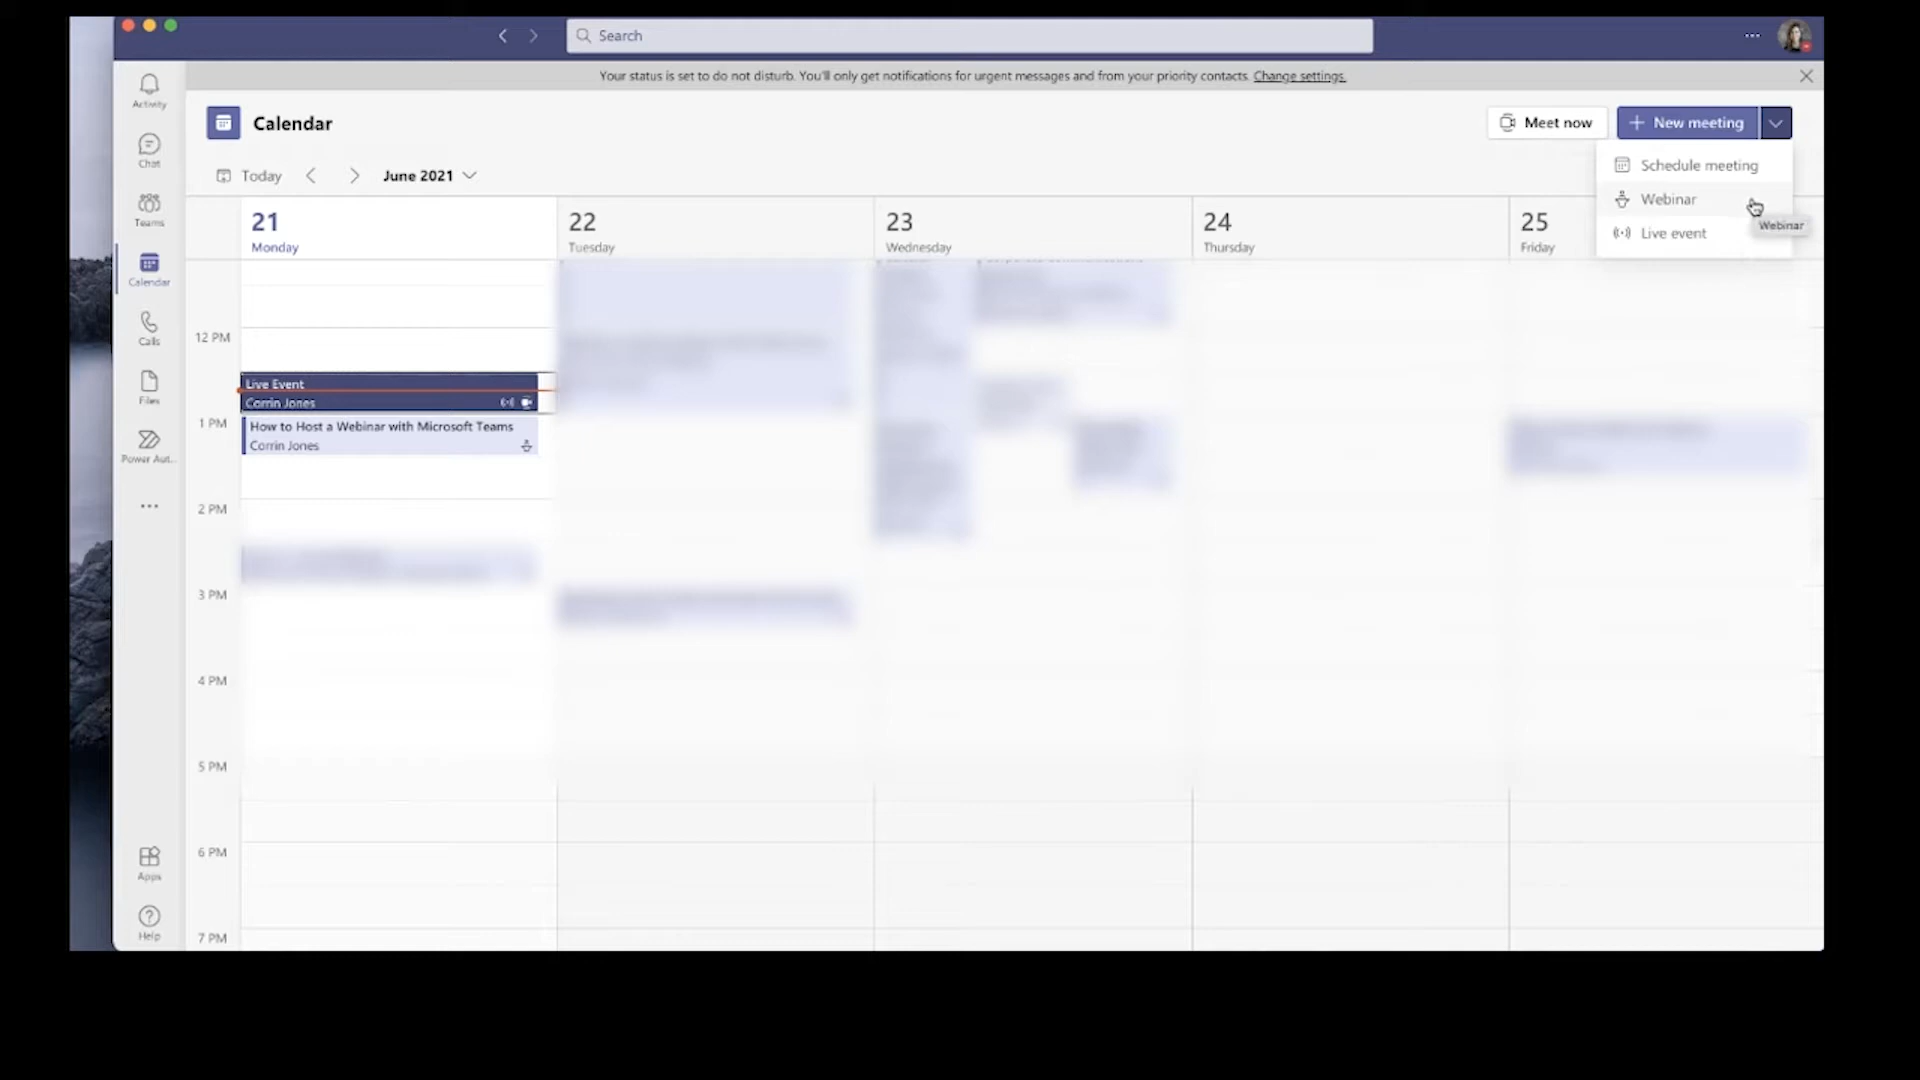 Search
Your status is set to do not disturb. You'll only get notifications for urgent messages and from your priority contacts. Change settings.
Activity
Chat
Teams
Calendar
Calls
Files
Power Aut...
Apps
Help
Calendar
Meet now
New meeting
Today
June 2021
Schedule meeting
Webinar
Webinar
Live event
21
Monday
22
Tuesday
23
Wednesday
24
Thursday
25
Friday
12 PM
Live Event
Corrin Jones
1 PM
How to Host a Webinar with Microsoft Teams
Corrin Jones
2 PM
3 PM
4 PM
5 PM
6 PM
7 PM